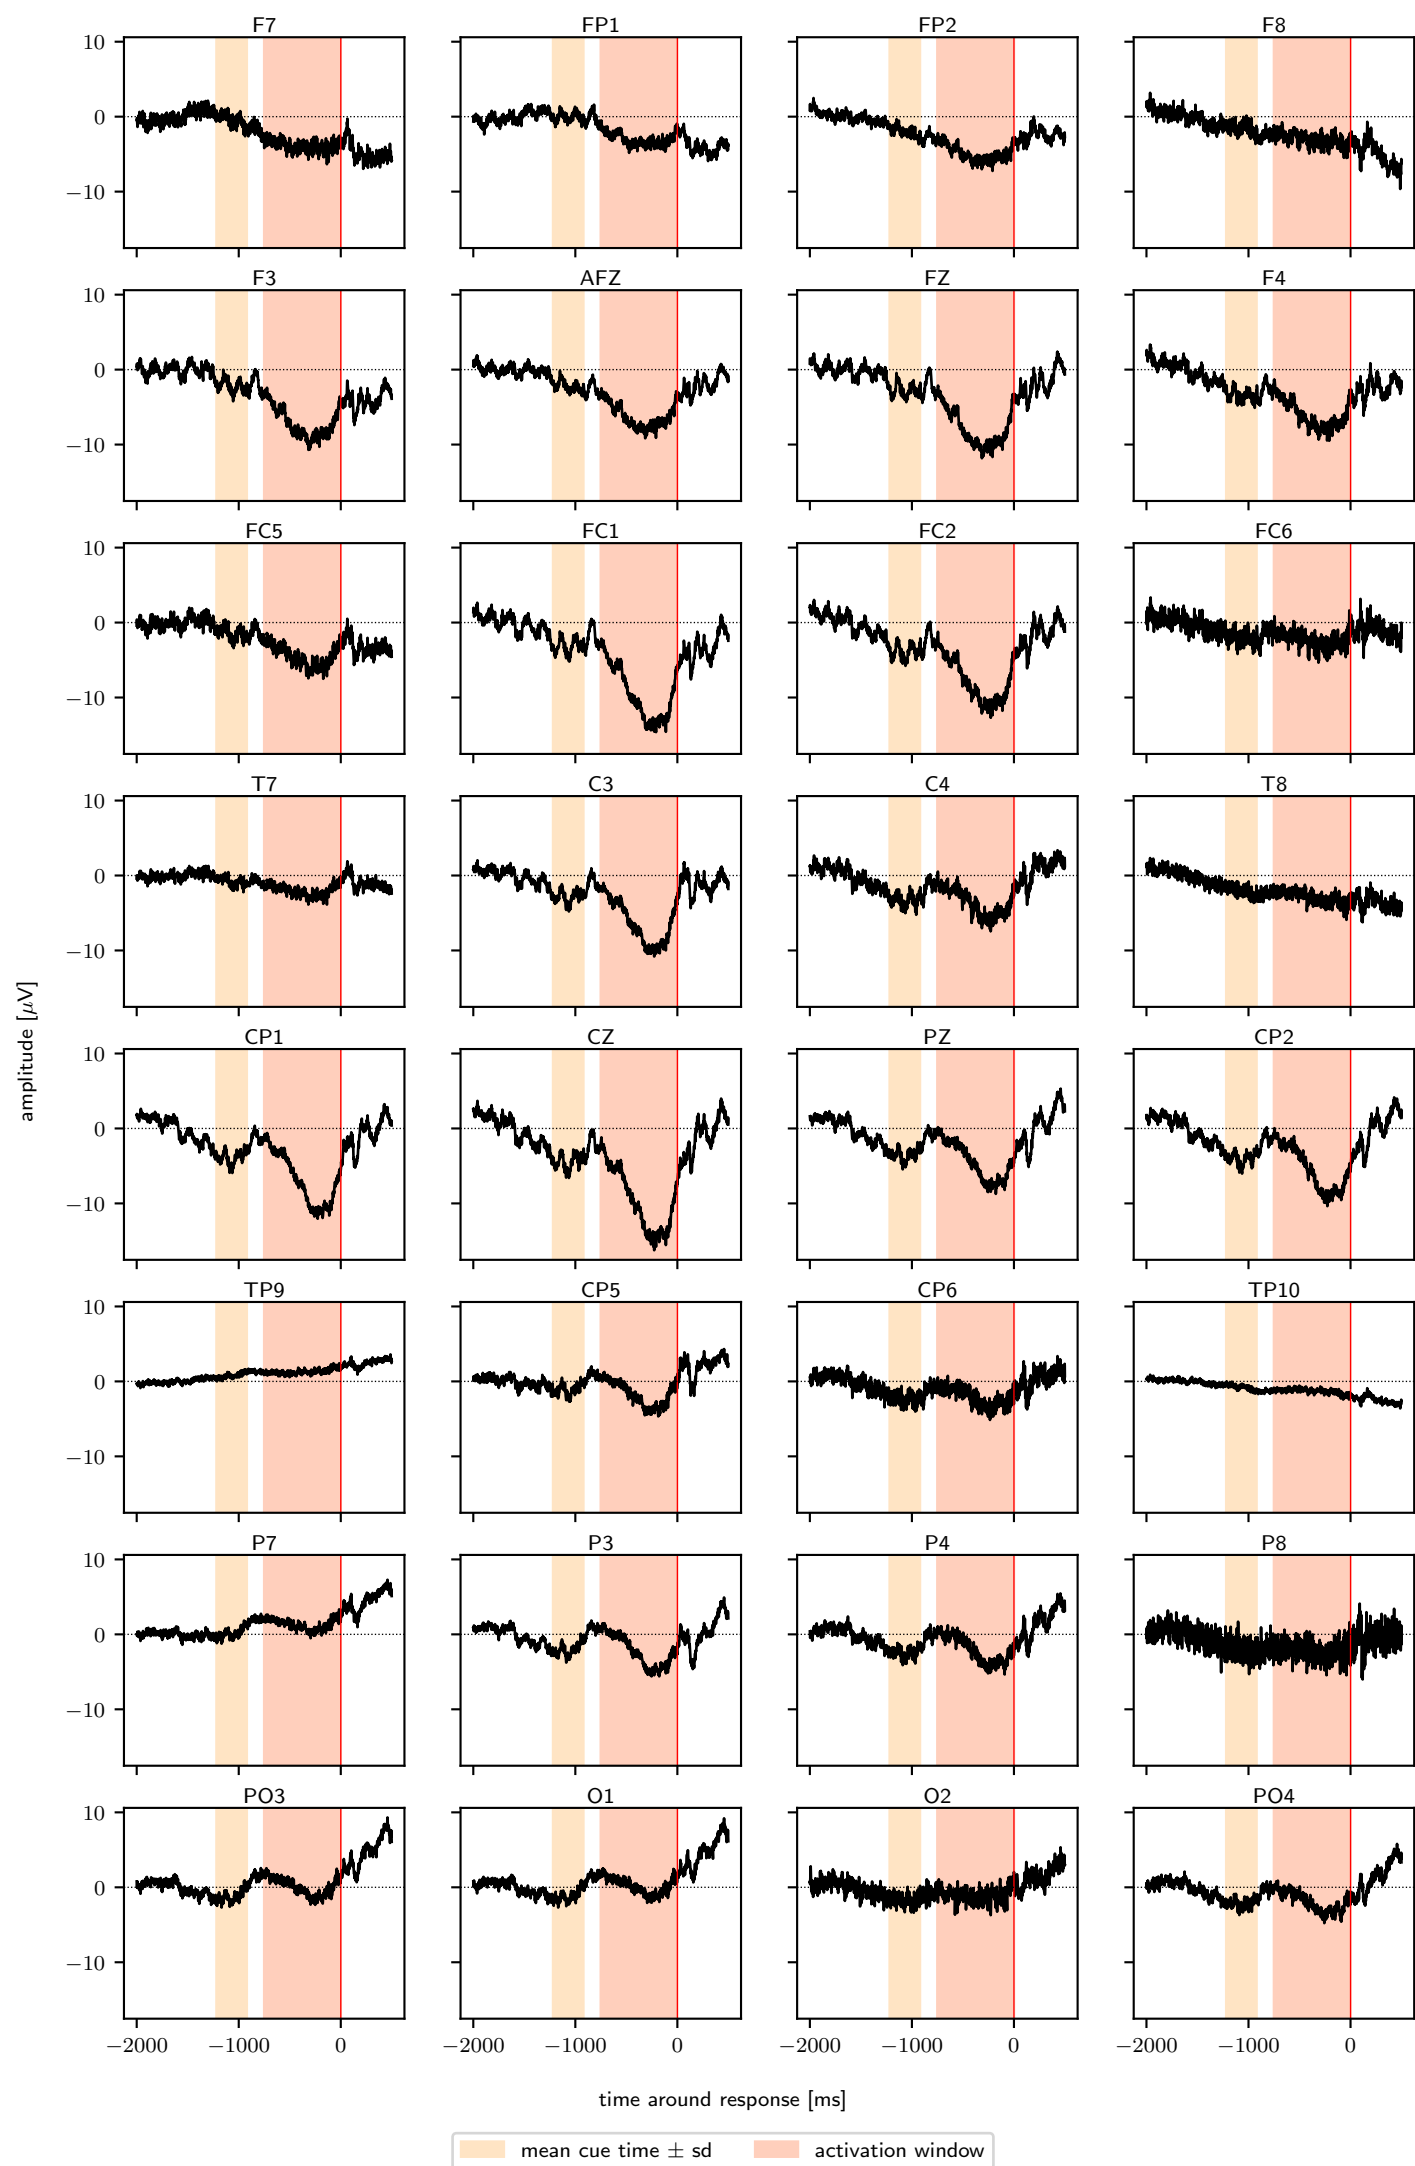 F7 FP1 FP2 F8
10
0
−10
F3 AFZ FZ F4
10
0
−10
FC5 FC1 FC2 FC6
10
0
−10
T7 C3 C4 T8
10
0
−10
amplitude [μV]
CP1 CZ PZ CP2
10
0
−10
TP9 CP5 CP6 TP10
10
0
−10
P7 P3 P4 P8
10
0
−10
PO3 O1 O2 PO4
10
0
−10
−2000 −1000 0 −2000 −1000 0 −2000 −1000 0 −2000 −1000 0
time around response [ms]
mean cue time ± sd activation window